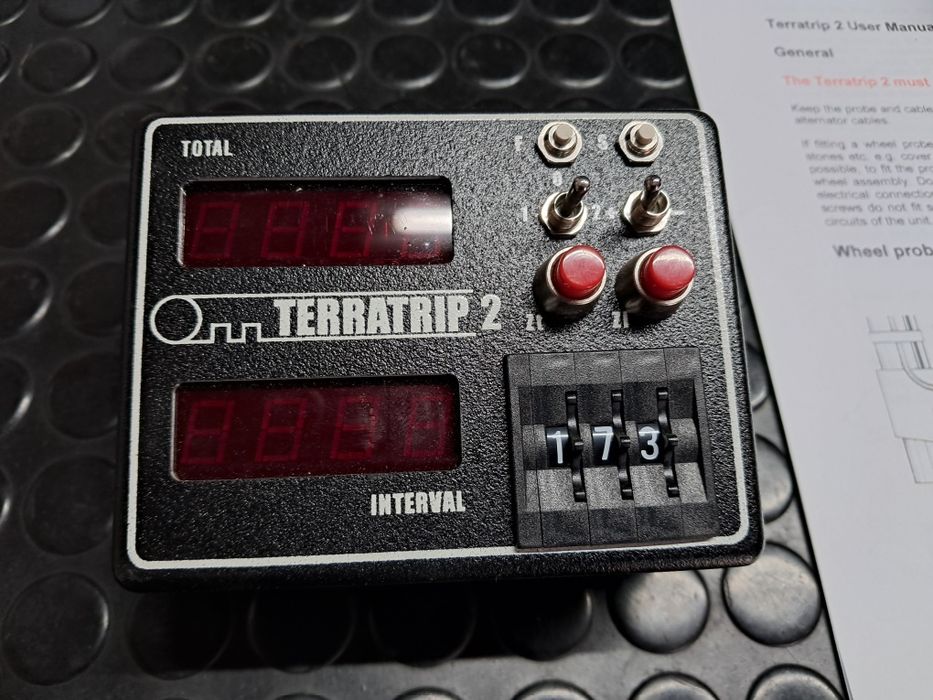 TOTAL
F
S
0
1
2
+
-
TERRATRIP 2
INTERVAL
1 7 3
Terratrip 2 User Manua
General
The Terratrip 2 must
Keep the probe and cable
alternator cables.
If fitting a wheel probe
stones etc. e.g. cover
possible, to fit the pro
wheel assembly. Do
electrical connection
screws do not fit s
circuits of the unit.
Wheel prob